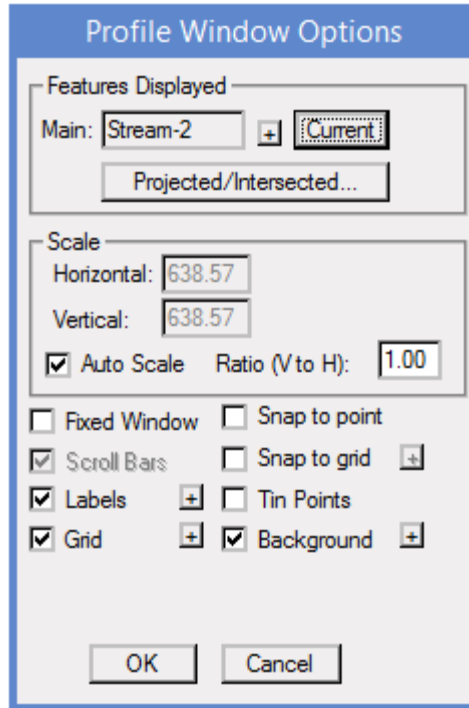 Profile Window Options
Features Displayed
Main: Stream-2 + Current
Projected/Intersected...
Scale
Horizontal: 638.57
Vertical: 638.57
Auto Scale Ratio (V to H): 1.00
Fixed Window Snap to point
Scroll Bars Snap to grid +
Labels + Tin Points
Grid + Background +
OK Cancel